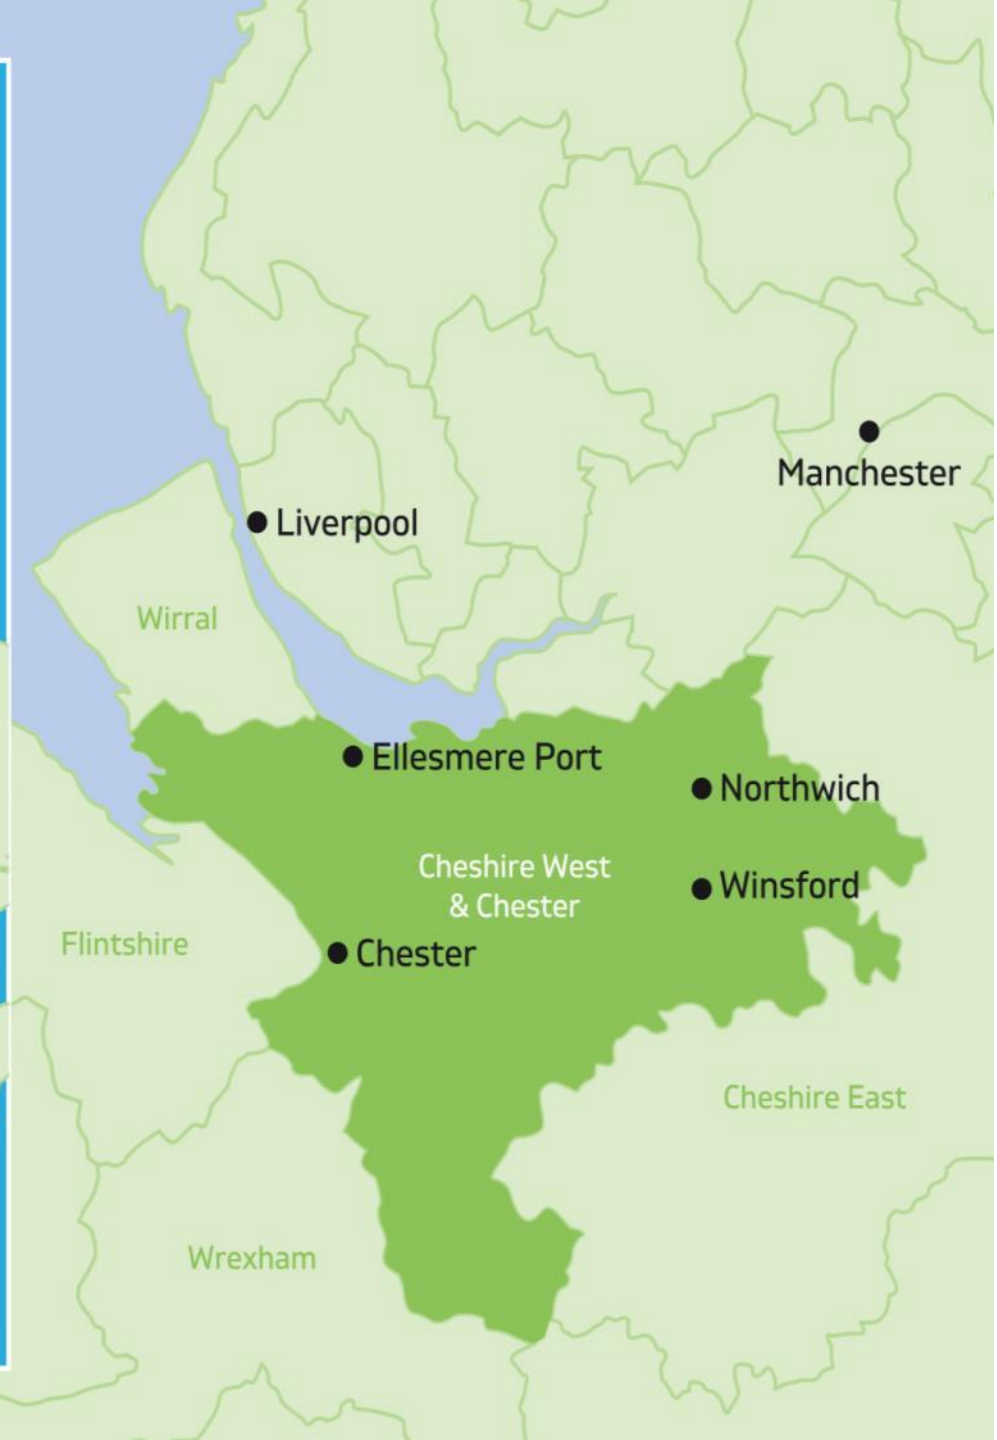 Manchester
Liverpool
Wirral
Ellesmere Port
Northwich
Cheshire West
& Chester
Winsford
Flintshire
Chester
Cheshire East
Wrexham